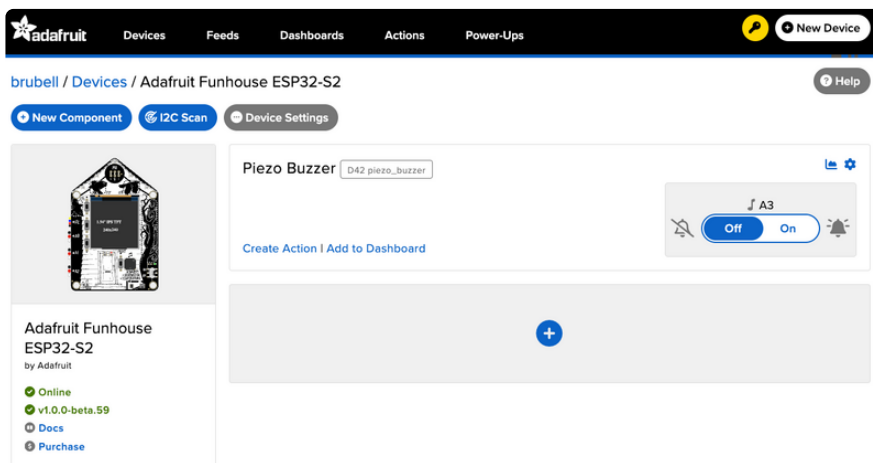 adafruit Devices Feeds Dashboards Actions Power-Ups New Device
brubell / Devices / Adafruit Funhouse ESP32-S2 Help
New Component I2C Scan Device Settings
Piezo Buzzer D42 piezo_buzzer
A3
Off On
Create Action | Add to Dashboard
Adafruit Funhouse
ESP32-S2
by Adafruit
Online
v1.0.0-beta.59
Docs
Purchase